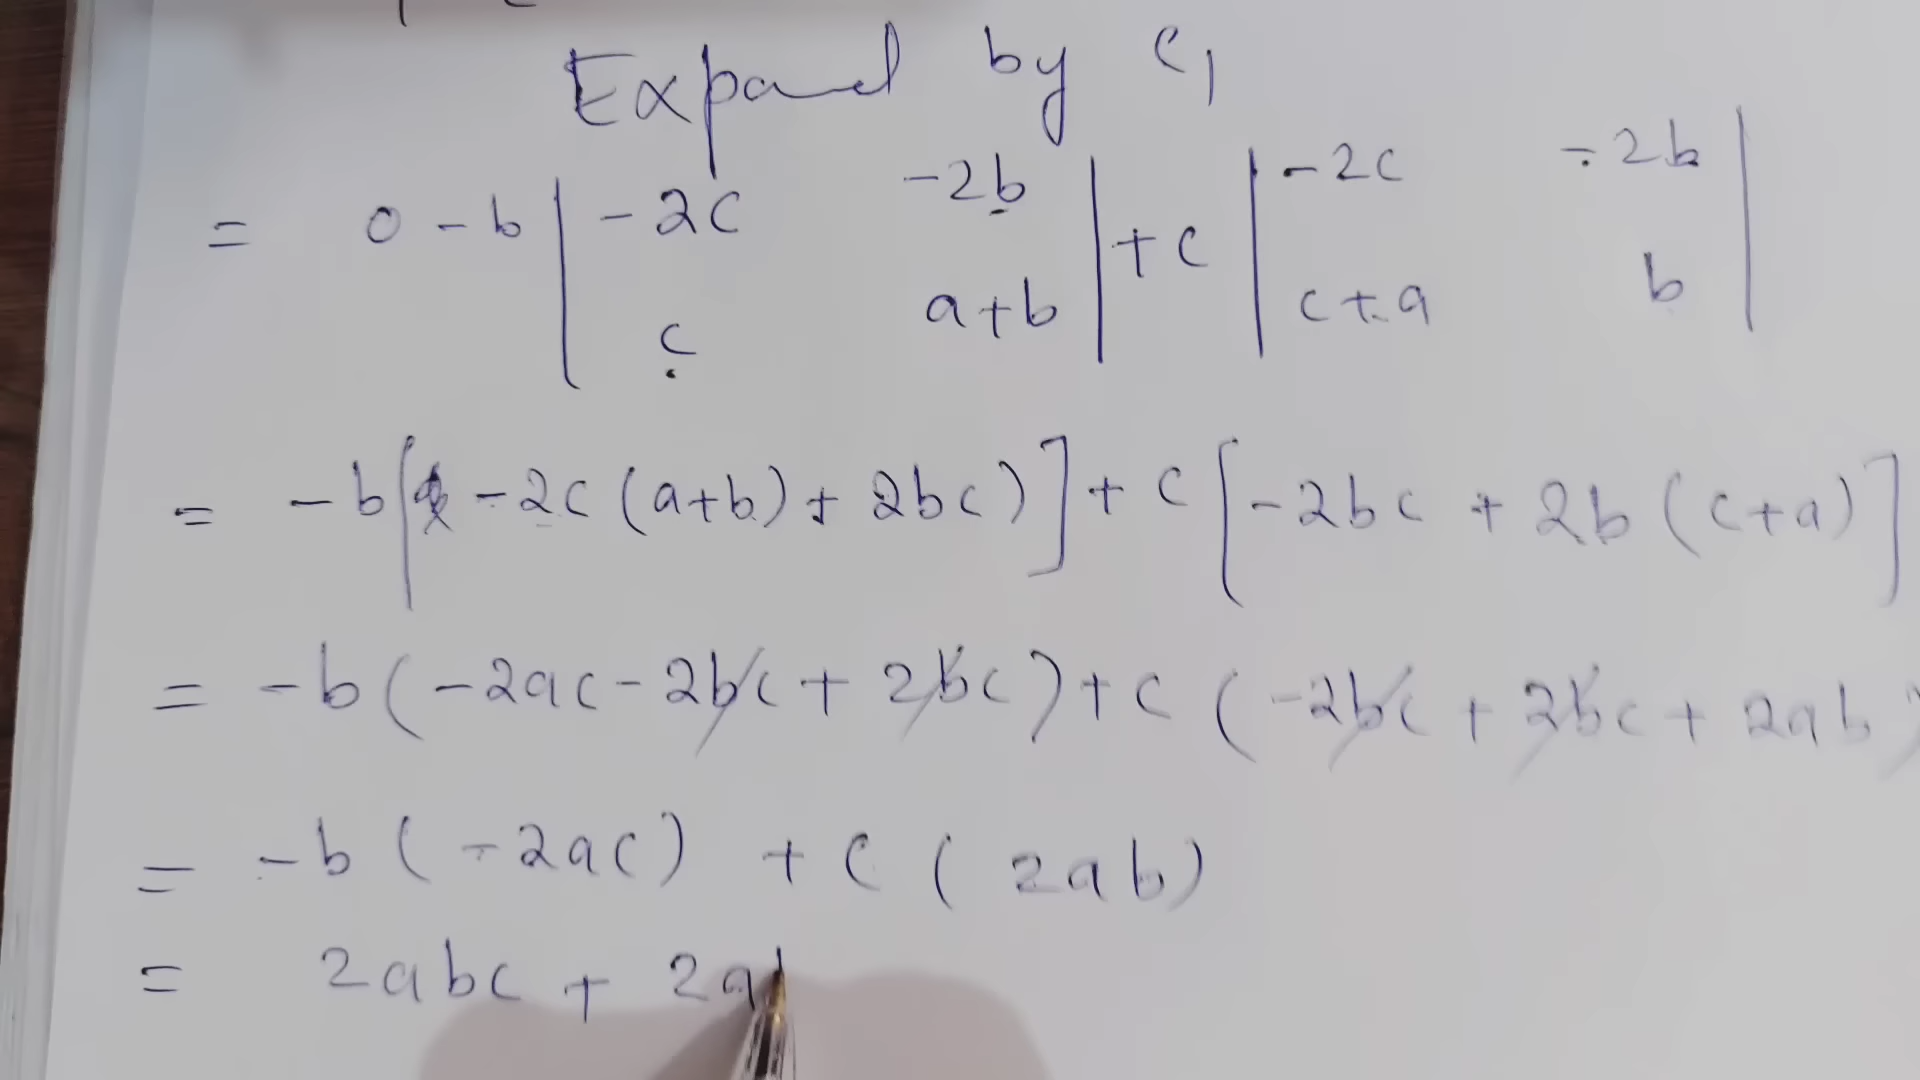 Expand by C1
= 0 - b | -2c -2b | + c | -2c -2b |
c a+b c+a b
= -b [ -2c (a+b) + 2bc) ] + c [ -2bc + 2b (c+a) ]
= -b ( -2ac - 2bc + 2bc ) + c ( -2bc + 2bc + 2ab )
= -b ( -2ac ) + c ( 2ab )
= 2abc + 2ab